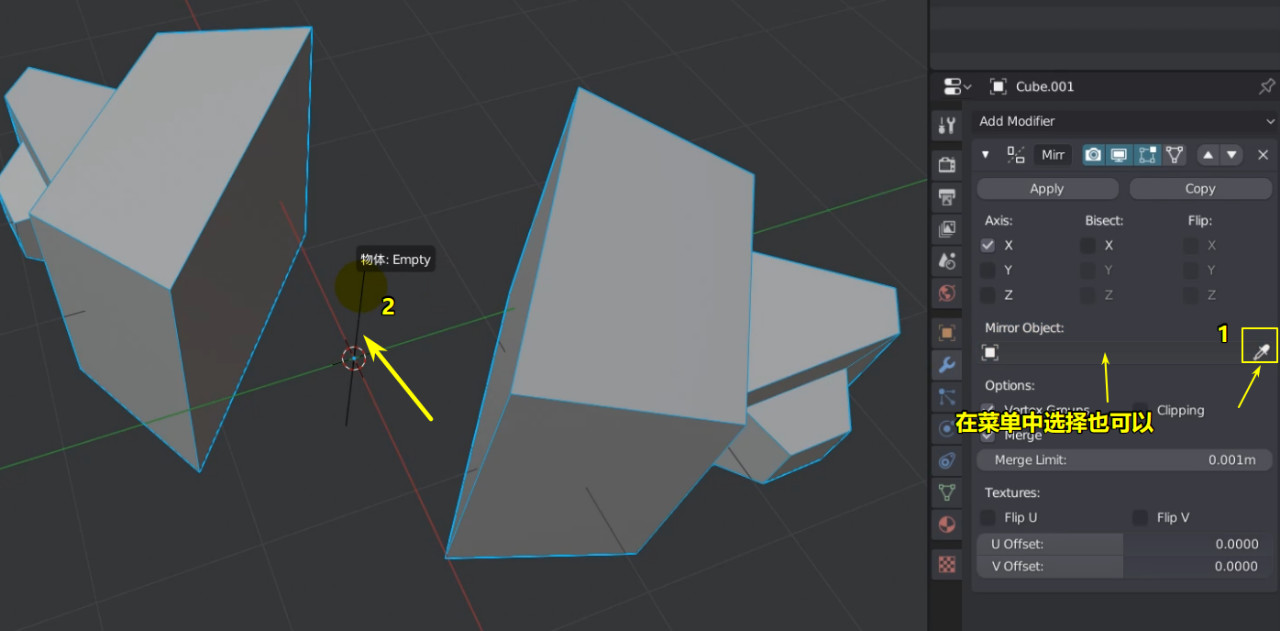 Cube.001
Add Modifier
Mirr
Apply Copy
Axis: Bisect: Flip:
X X X
Y Y Y
Z Z Z
物体: Empty
2
Mirror Object:
1
Options:
Vertex Groups Clipping
在菜单中选择也可以
Merge
Merge Limit: 0.001m
Textures:
Flip U Flip V
U Offset: 0.0000
V Offset: 0.0000